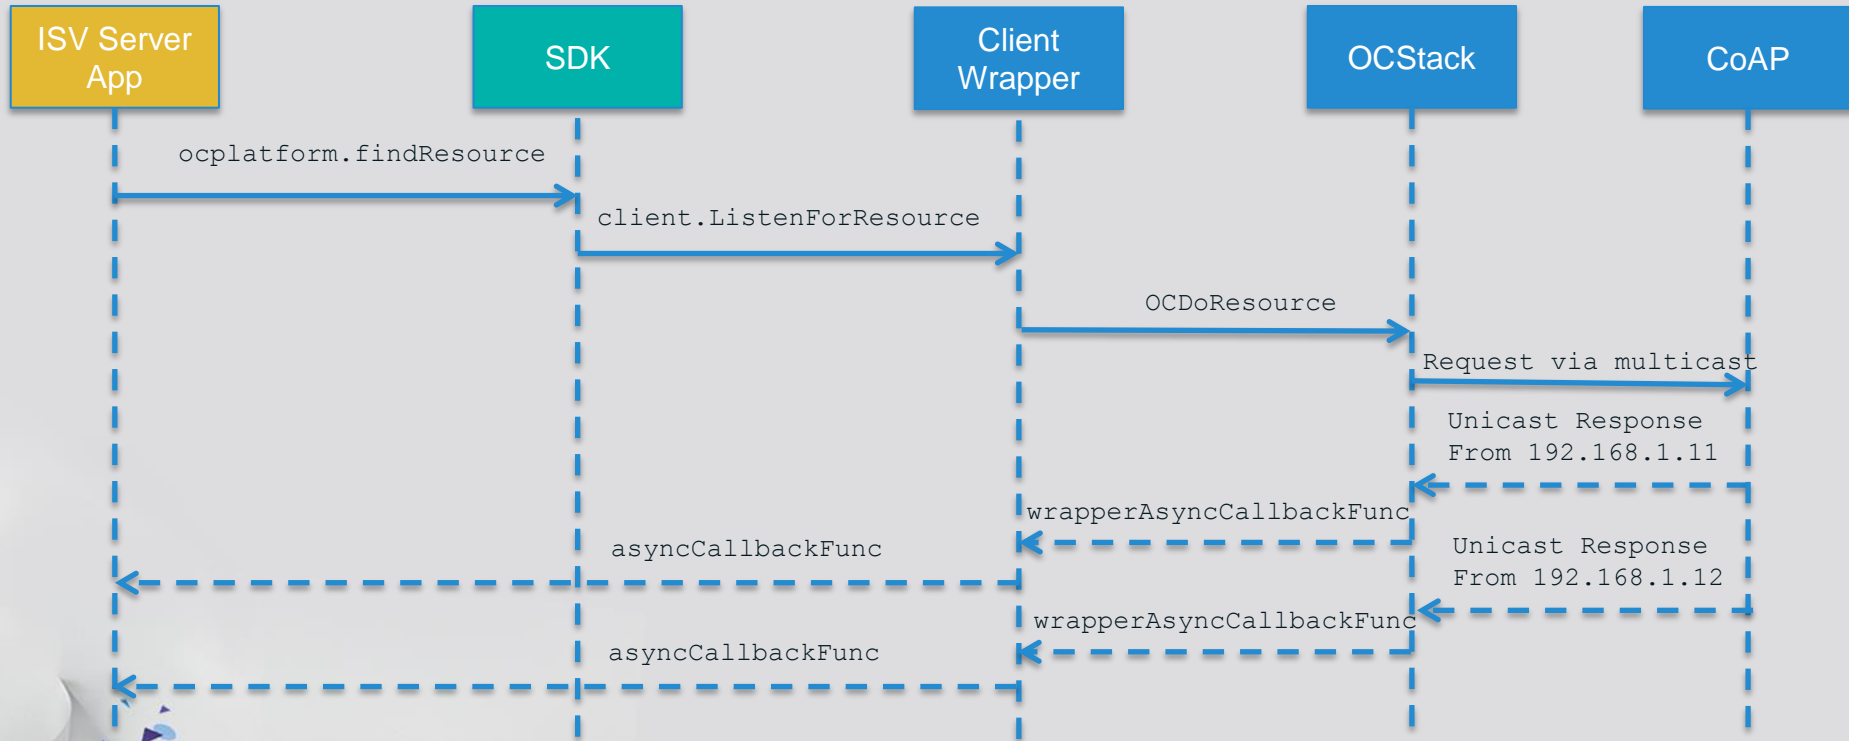 ISV Server
App
SDK
Client
Wrapper
OCStack
CoAP
ocplatform.findResource
client.ListenForResource
OCDoResource
Request via multicast
Unicast Response
From 192.168.1.11
wrapperAsyncCallbackFunc
asyncCallbackFunc
Unicast Response
From 192.168.1.12
wrapperAsyncCallbackFunc
asyncCallbackFunc